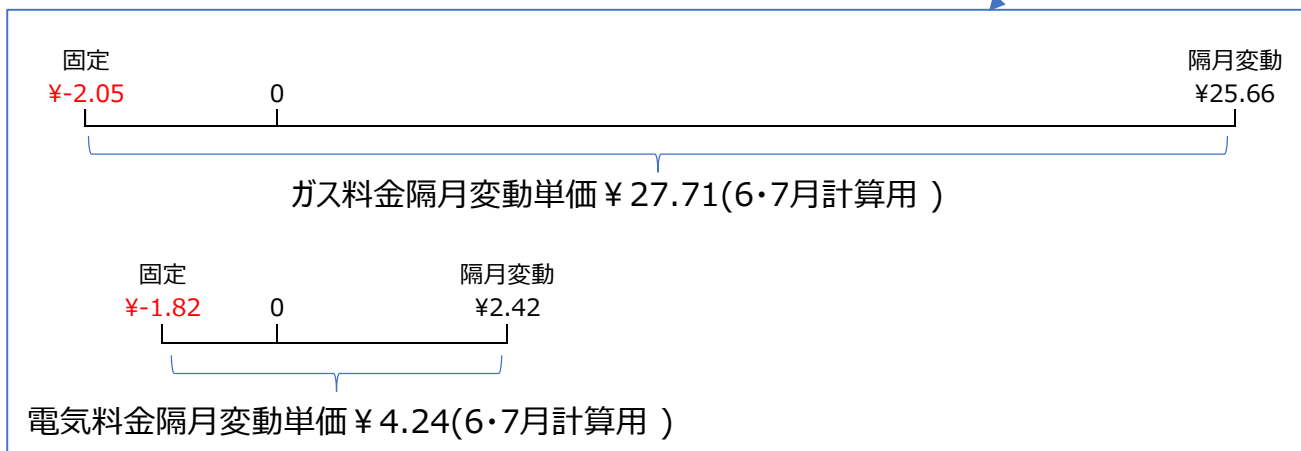 固定 隔月変動
¥-2.05 0 ¥25.66
ガス料金隔月変動単価￥27.71(6・7月計算用 )
固定 隔月変動
¥-1.82 0 ¥2.42
電気料金隔月変動単価￥4.24(6・7月計算用 )